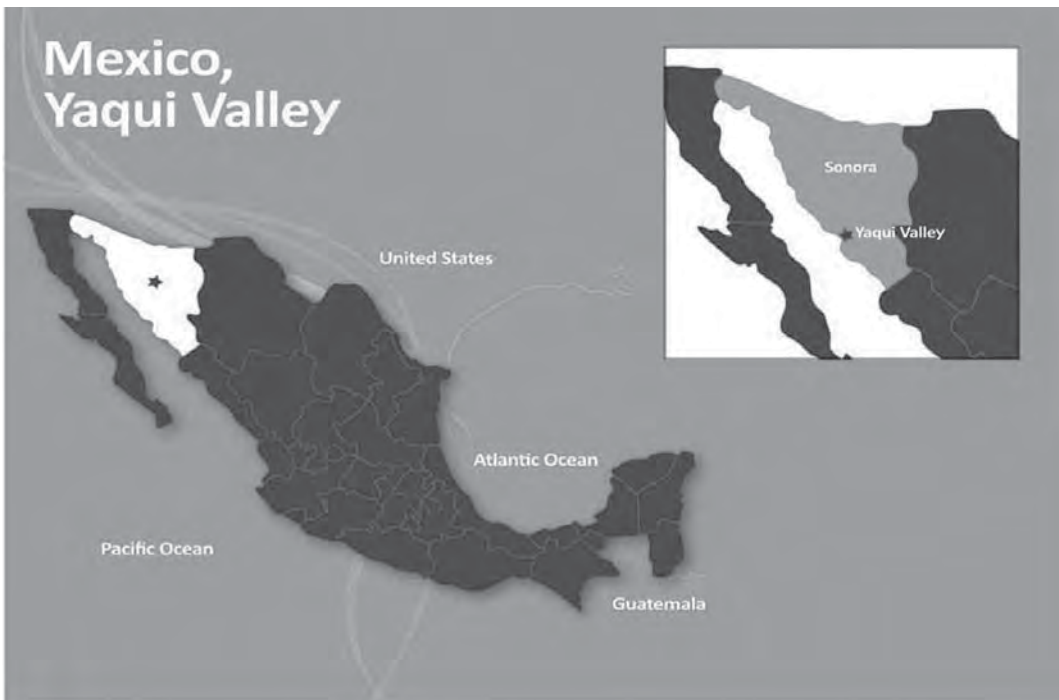 Mexico,
Yaqui Valley
Sonora
Yaqui Valley
United States
Atlantic Ocean
Pacific Ocean
Guatemala